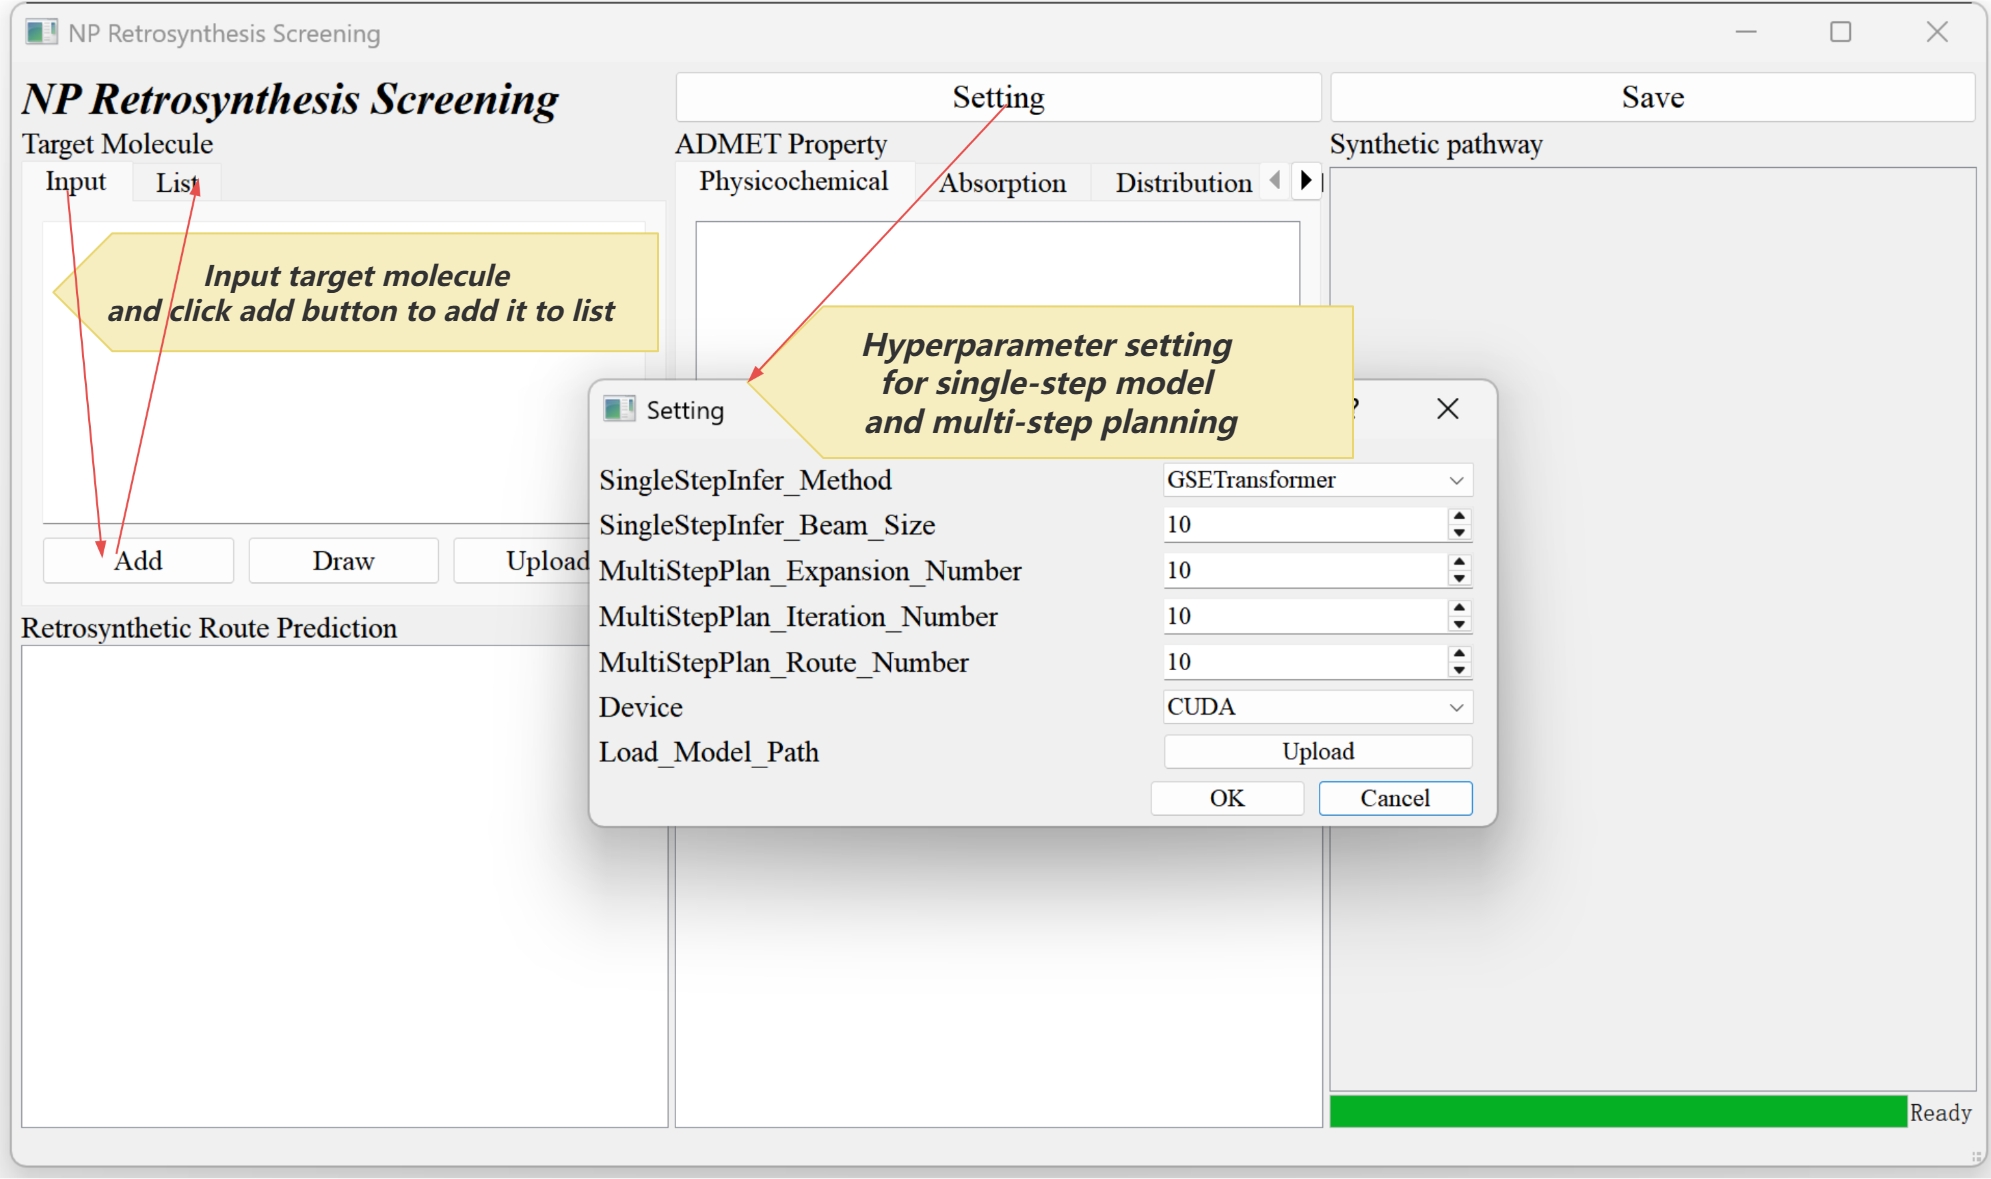 NP Retrosynthesis Screening
NP Retrosynthesis Screening
Setting
Save
Target Molecule
ADMET Property
Synthetic pathway
Input
List
Physicochemical
Absorption
Distribution
Input target molecule
and click add button to add it to list
Hyperparameter setting
for single-step model
and multi-step planning
Setting
?
SingleStepInfer_Method
GSETransformer
SingleStepInfer_Beam_Size
10
Add
Draw
Upload
MultiStepPlan_Expansion_Number
10
MultiStepPlan_Iteration_Number
10
Retrosynthetic Route Prediction
MultiStepPlan_Route_Number
10
Device
CUDA
Load_Model_Path
Upload
OK
Cancel
Ready